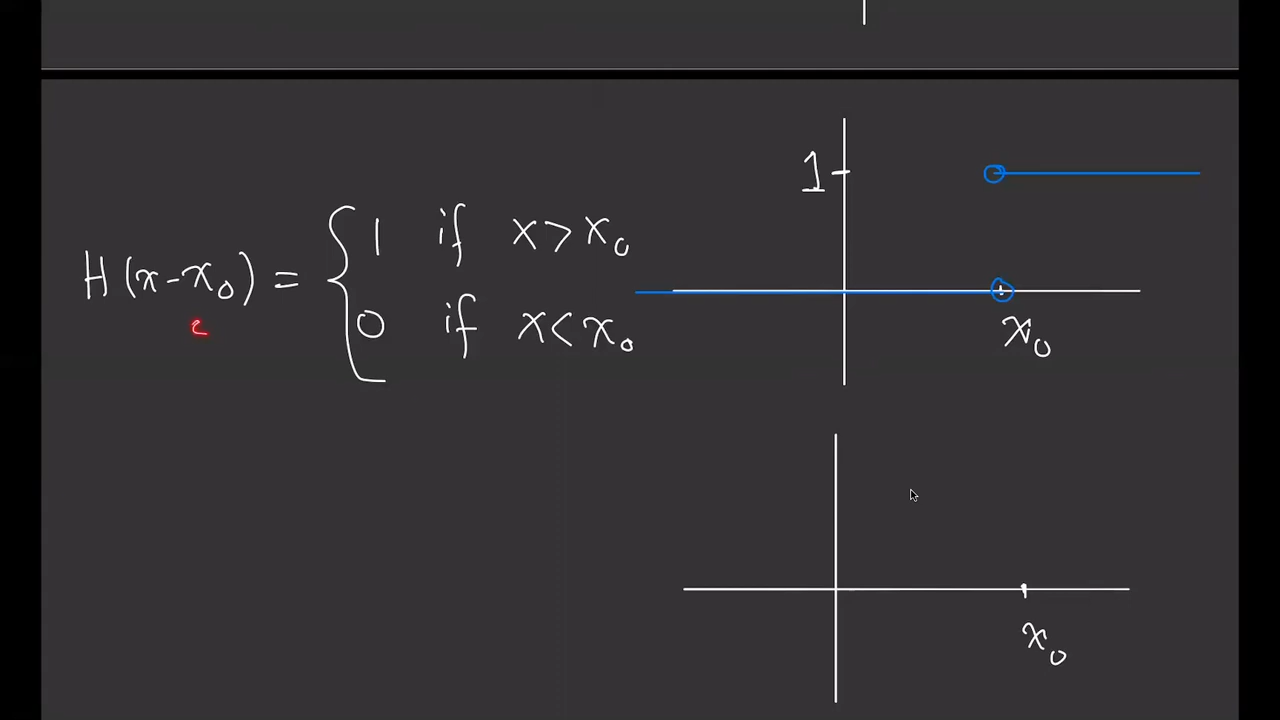 H(x-x₀) = { 1 if x > x₀
0 if x < x₀
1
x₀
x₀